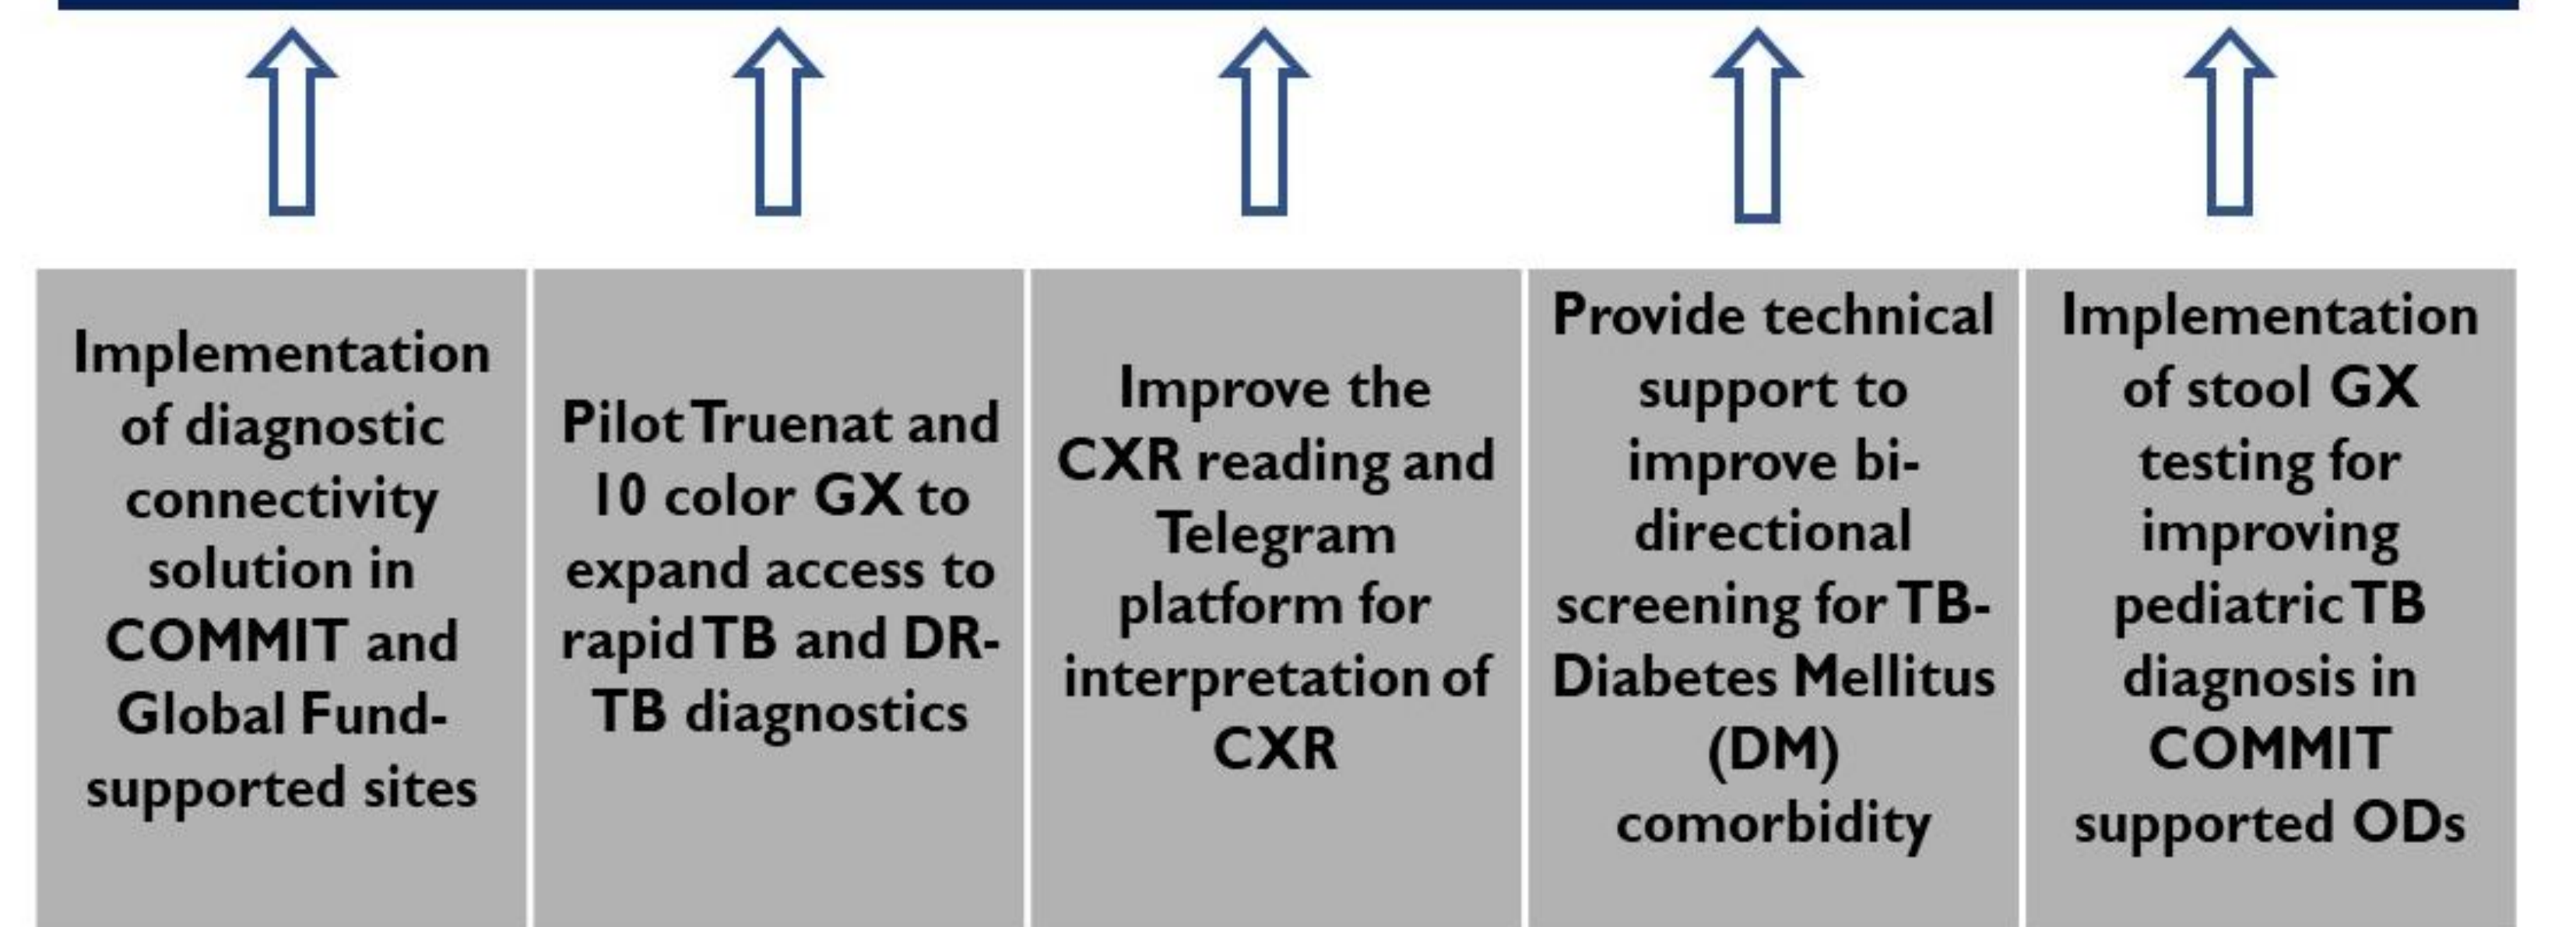 Implementation
of diagnostic
connectivity
solution in
COMMIT and
Global Fund-
supported sites
Pilot Truenat and
10 color GX to
expand access to
rapid TB and DR-
TB diagnostics
Improve the
CXR reading and
Telegram
platform for
interpretation of
CXR
Provide technical
support to
improve bi-
directional
screening for TB-
Diabetes Mellitus
(DM)
comorbidity
Implementation
of stool GX
testing for
improving
pediatric TB
diagnosis in
COMMIT
supported ODs